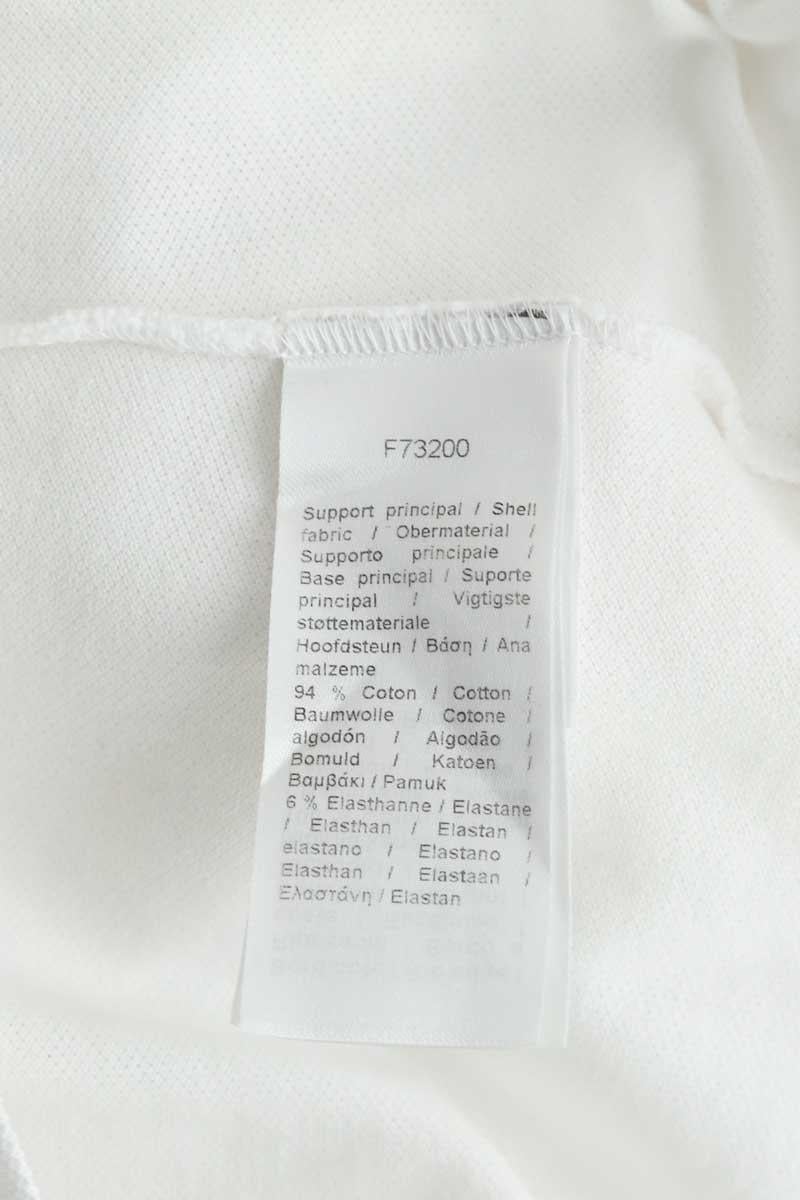 F73200
Support principal / Shell
fabric / Obermaterial /
Supporto principale /
Base principal / Suporte
principal / Vigtigste
støttemateriale /
Hoofdsteun / Βάση / Ana
malzeme
94 % Coton / Cotton /
Baumwolle / Cotone /
algodón / Algodão /
Bomuld / Katoen /
Βαμβάκι / Pamuk
6 % Elasthanne / Elastane
/ Elasthan / Elastan /
elastano / Elastano /
Elasthan / Elastaan /
Ελαστάνη / Elastan